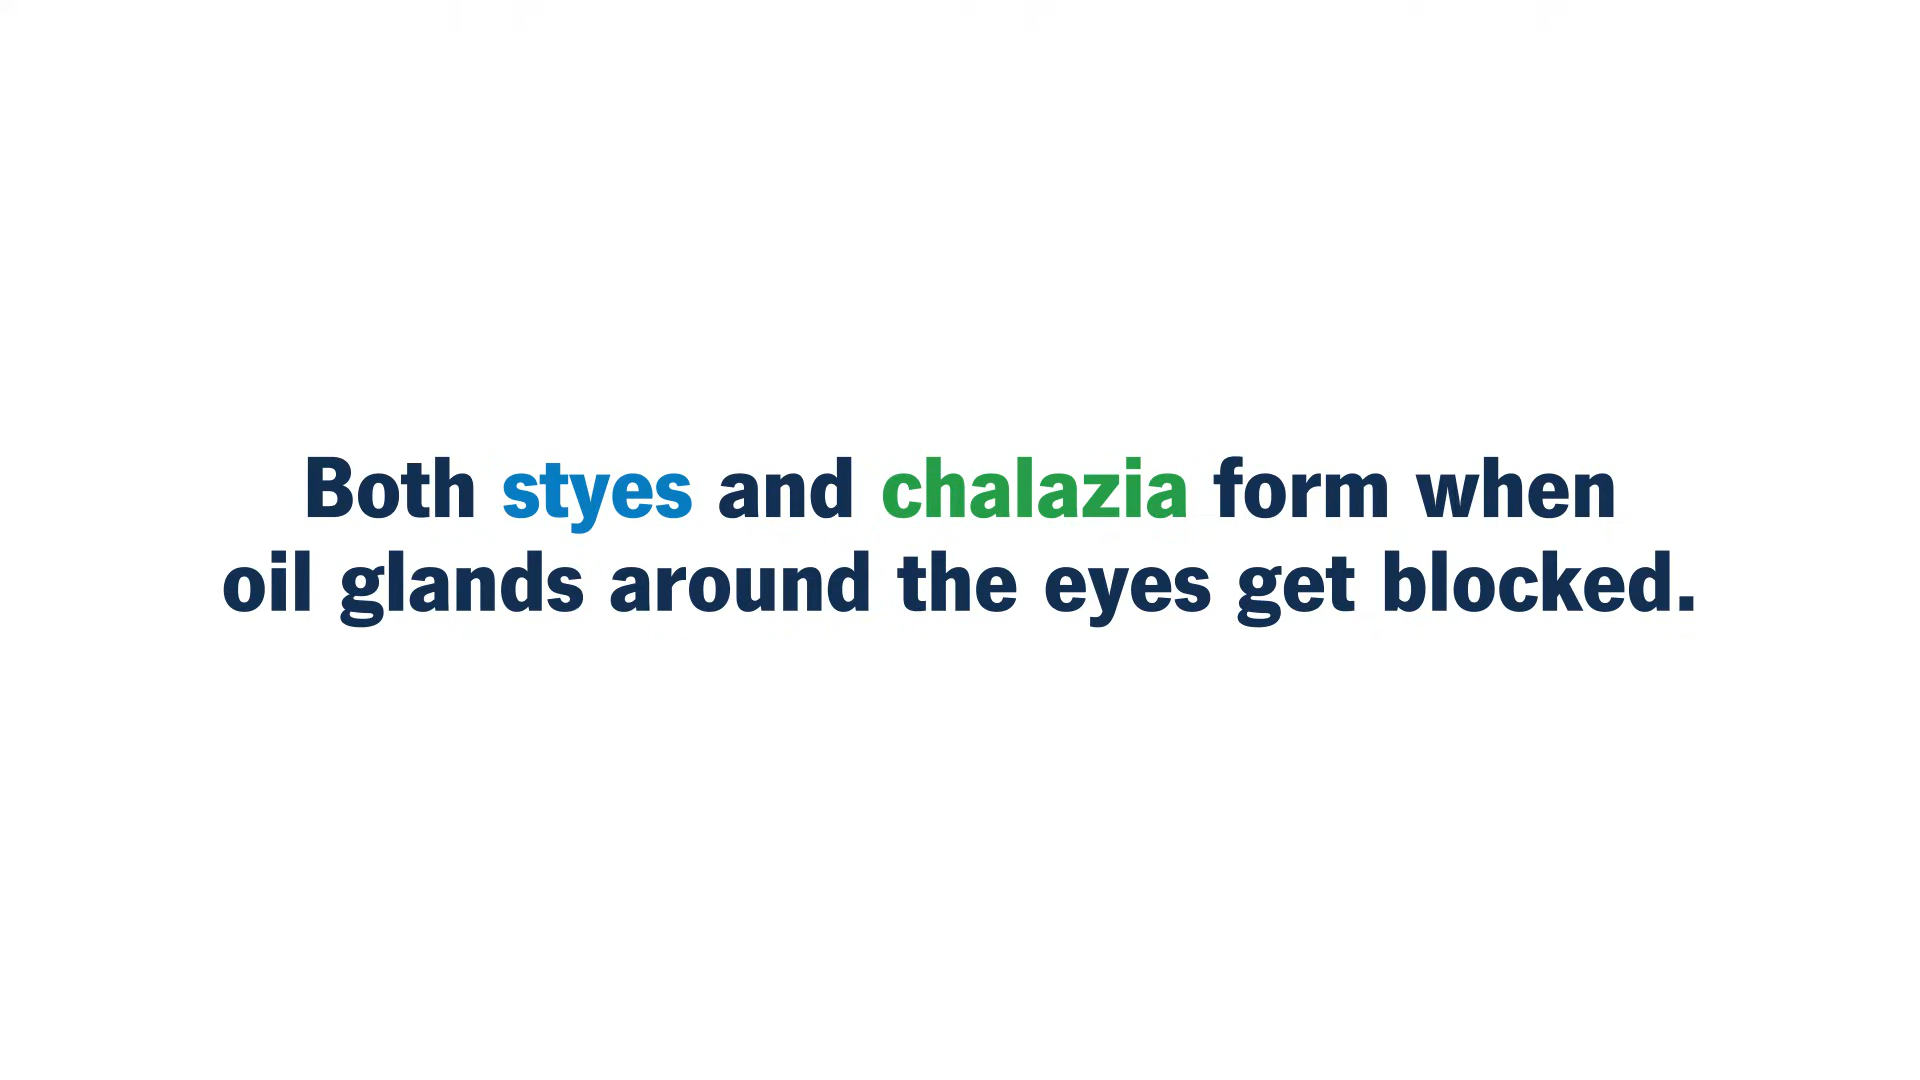 Both styes and chalazia form when
oil glands around the eyes get blocked.